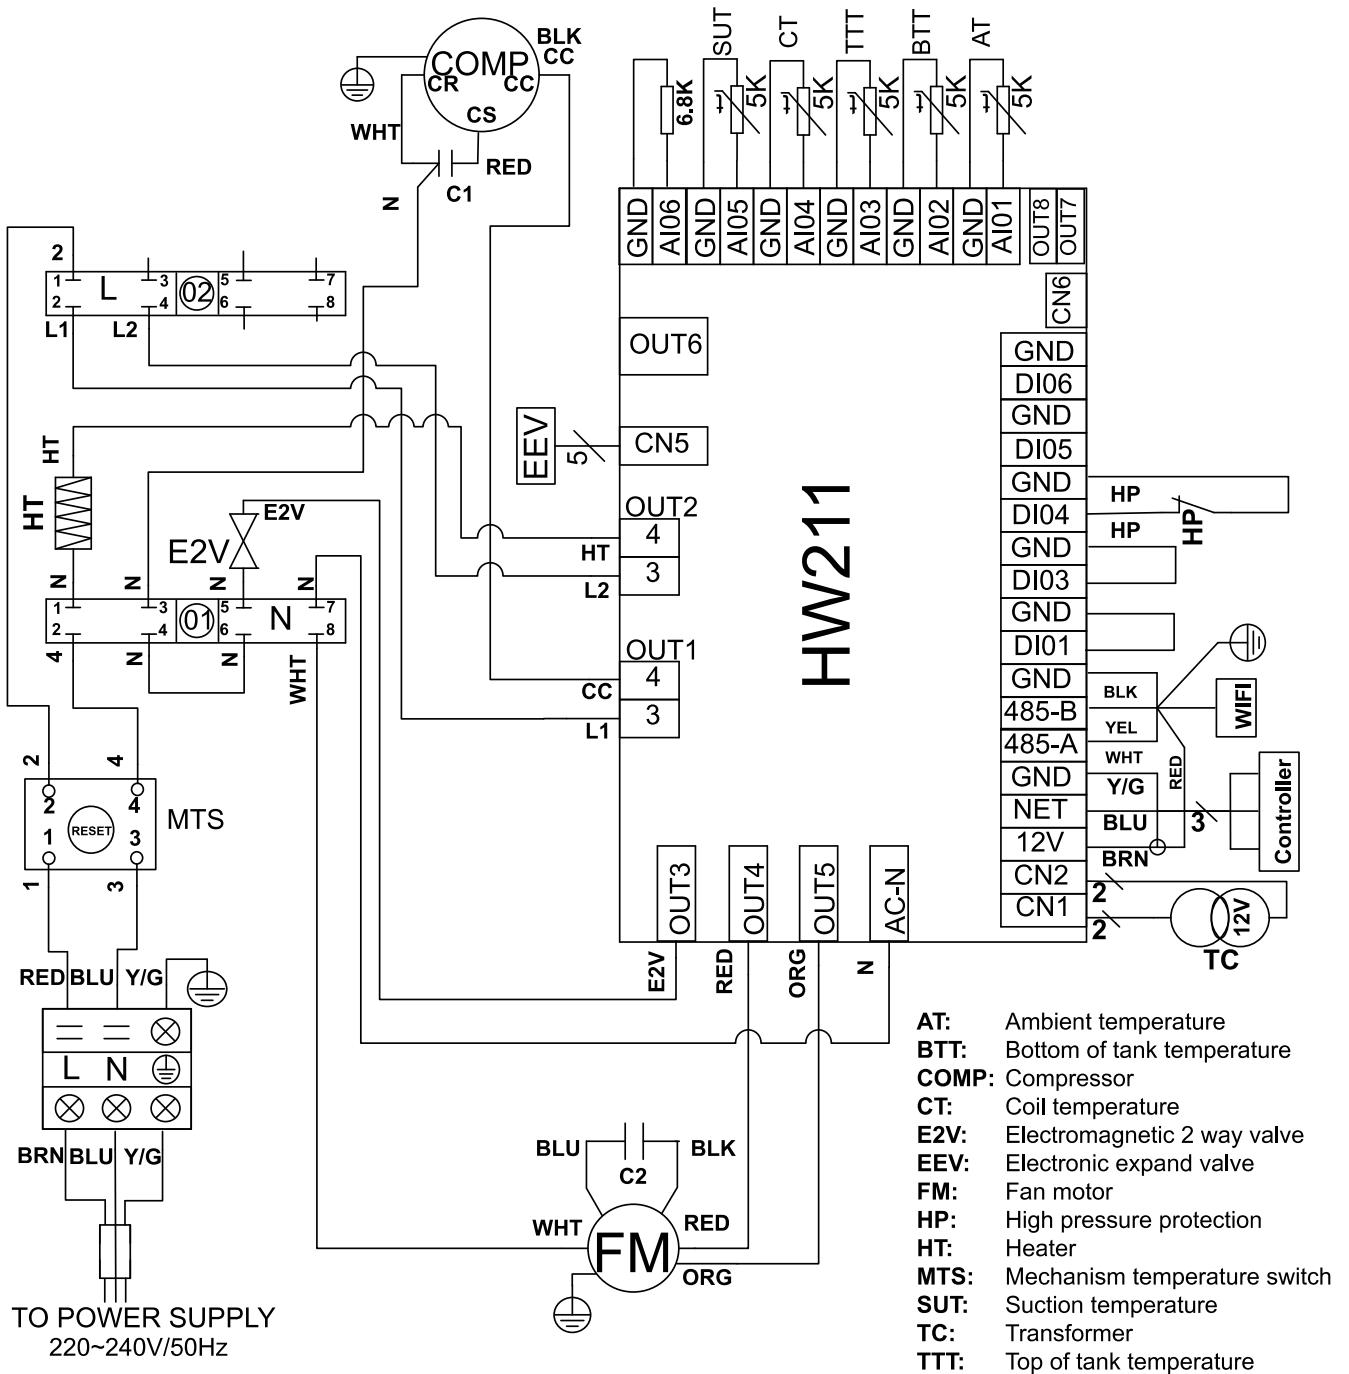 BLK
CC
COMP
CR
CC
CS
WHT
RED
C1
N
SUT
CT
TTT
BTT
AT
6.8K
5K
5K
5K
5K
5K
t
t
t
t
t
GND
AI06
GND
AI05
GND
AI04
GND
AI03
GND
AI02
GND
AI01
OUT8
OUT7
CN6
2
1
2
L
3
4
02
5
6
7
8
L1
L2
OUT6
EEV
5
CN5
OUT2
4
3
HT
L2
OUT1
4
3
CC
L1
HW211
GND
DI06
GND
DI05
GND
DI04
GND
DI03
GND
DI01
GND
485-B
485-A
GND
NET
12V
CN2
CN1
HP
HP
HP
BLK
YEL
WHT
Y/G
BLU
BRN
RED
WIFI
3
Controller
2
2
12V
TC
HT
HT
E2V
E2V
N
N
N
N
1
2
3
4
01
5
6
N
7
8
4
N
N
WHT
2
4
2
4
1
3
RESET
MTS
1
3
RED
BLU
Y/G
L
N
BRN
BLU
Y/G
TO POWER SUPPLY
220~240V/50Hz
OUT3
OUT4
OUT5
AC-N
E2V
RED
ORG
N
BLU
BLK
C2
WHT
RED
FM
ORG
AT: Ambient temperature
BTT: Bottom of tank temperature
COMP: Compressor
CT: Coil temperature
E2V: Electromagnetic 2 way valve
EEV: Electronic expand valve
FM: Fan motor
HP: High pressure protection
HT: Heater
MTS: Mechanism temperature switch
SUT: Suction temperature
TC: Transformer
TTT: Top of tank temperature